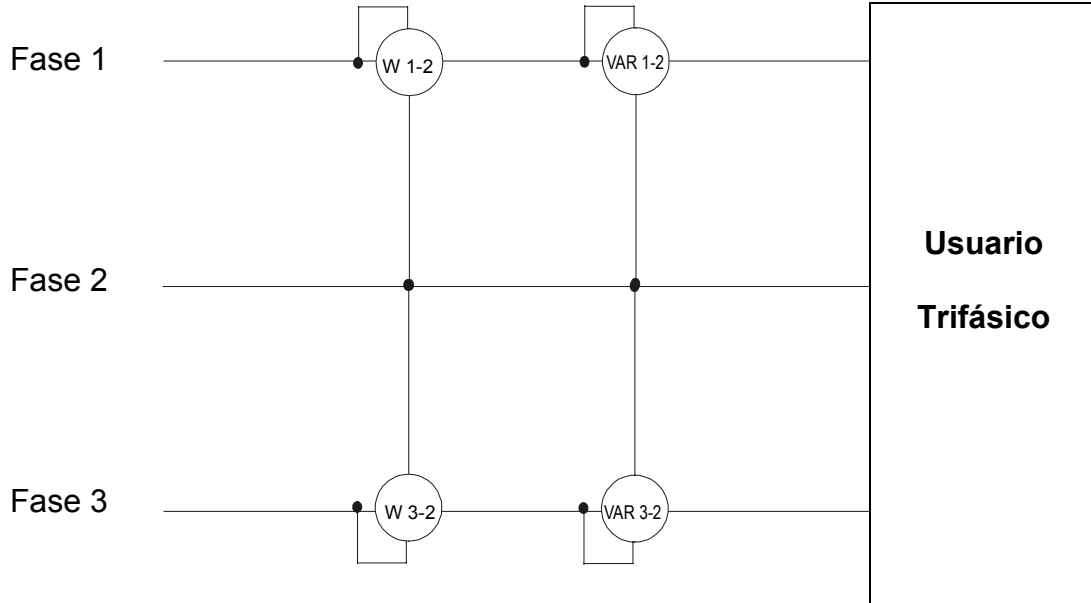 Fase 1
W 1-2
VAR 1-2
Fase 2
Usuario
Trifásico
Fase 3
W 3-2
VAR 3-2